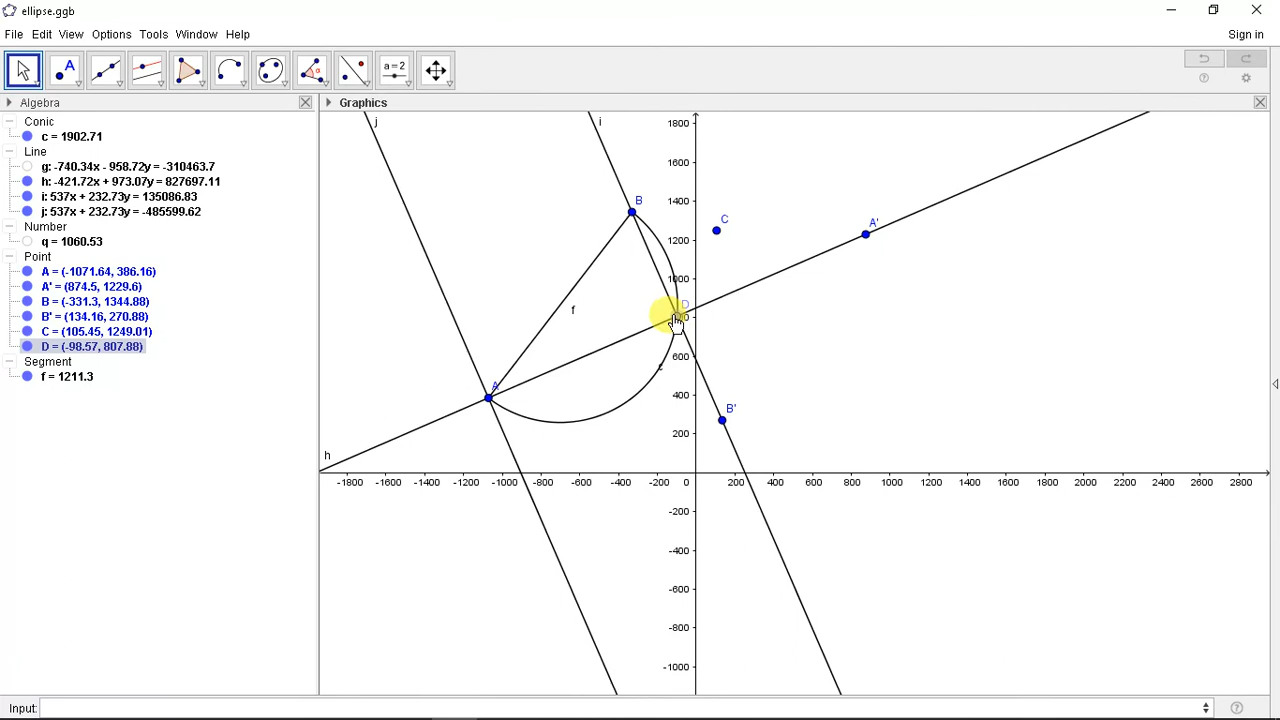 ellipse.ggb
File Edit View Options Tools Window Help
Sign in
A
a = 2
Algebra
Graphics
Conic
c = 1902.71
Line
g: -740.34x - 958.72y = -310463.7
h: -421.72x + 973.07y = 827697.11
i: 537x + 232.73y = 135086.83
j: 537x + 232.73y = -485599.62
Number
q = 1060.53
Point
A = (-1071.64, 386.16)
A' = (874.5, 1229.6)
B = (-331.3, 1344.88)
B' = (134.16, 270.88)
C = (105.45, 1249.01)
D = (-98.57, 807.88)
Segment
f = 1211.3
j
i
1800
1600
1400
1200
1000
800
600
400
200
B
C
A'
D
f
c
A
B'
h
-1800 -1600 -1400 -1200 -1000 -800 -600 -400 -200 0 200 400 600 800 1000 1200 1400 1600 1800 2000 2200 2400 2600 2800
-200
-400
-600
-800
-1000
Input: